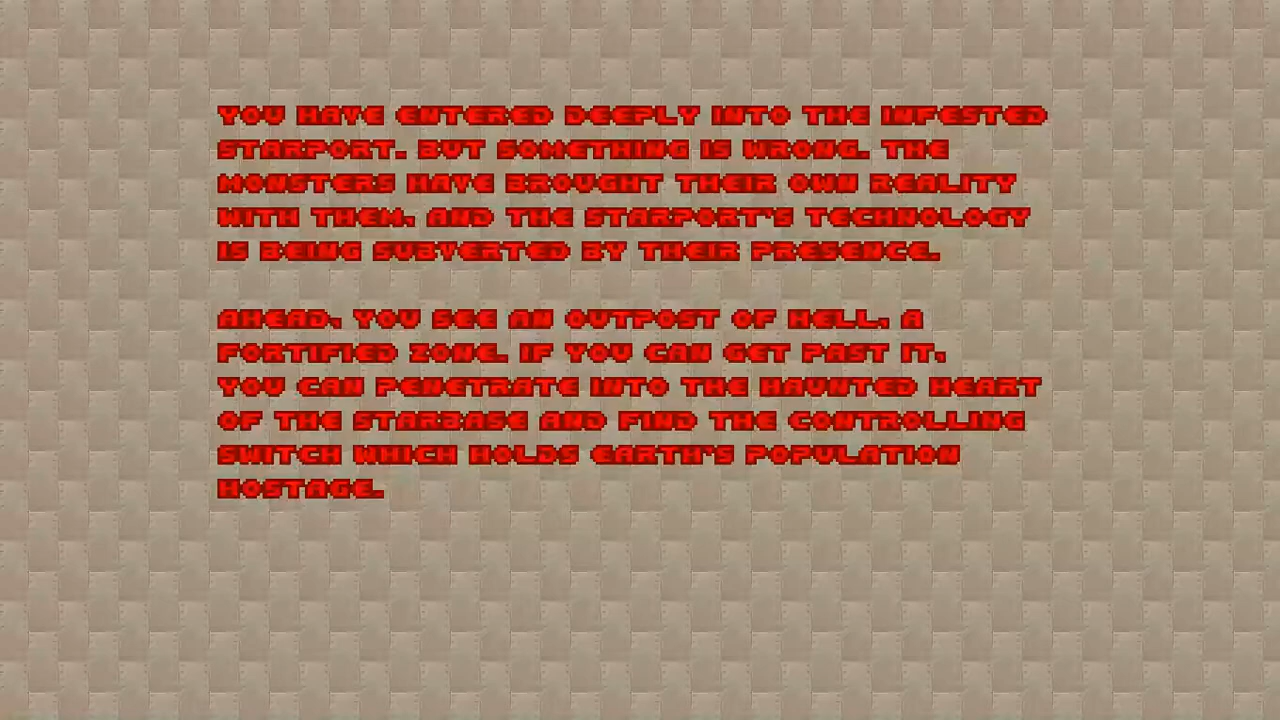 YOU HAVE ENTERED DEEPLY INTO THE INFESTED
STARPORT. BUT SOMETHING IS WRONG. THE
MONSTERS HAVE BROUGHT THEIR OWN REALITY
WITH THEM, AND THE STARPORT'S TECHNOLOGY
IS BEING SUBVERTED BY THEIR PRESENCE.
AHEAD, YOU SEE AN OUTPOST OF HELL, A
FORTIFIED ZONE. IF YOU CAN GET PAST IT,
YOU CAN PENETRATE INTO THE HAUNTED HEART
OF THE STARBASE AND FIND THE CONTROLLING
SWITCH WHICH HOLDS EARTH'S POPULATION
HOSTAGE.